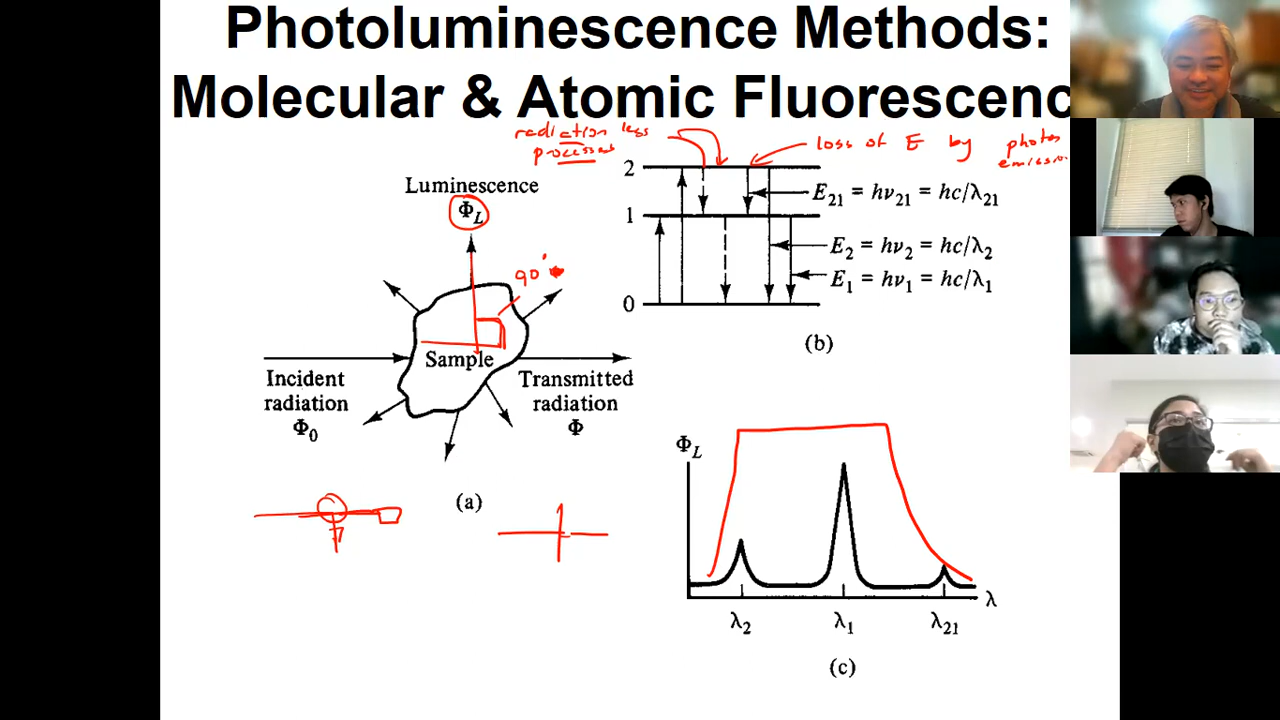 Photoluminescence Methods:
Molecular & Atomic Fluorescenc
radiation less
processes
loss of E by photon
emission
Luminescence
Φ_L
90°
Sample
Incident
radiation
Φ₀
Transmitted
radiation
Φ
(a)
2
1
0
E₂₁ = hν₂₁ = hc/λ₂₁
E₂ = hν₂ = hc/λ₂
E₁ = hν₁ = hc/λ₁
(b)
Φ_L
λ₂
λ₁
λ₂₁
λ
(c)